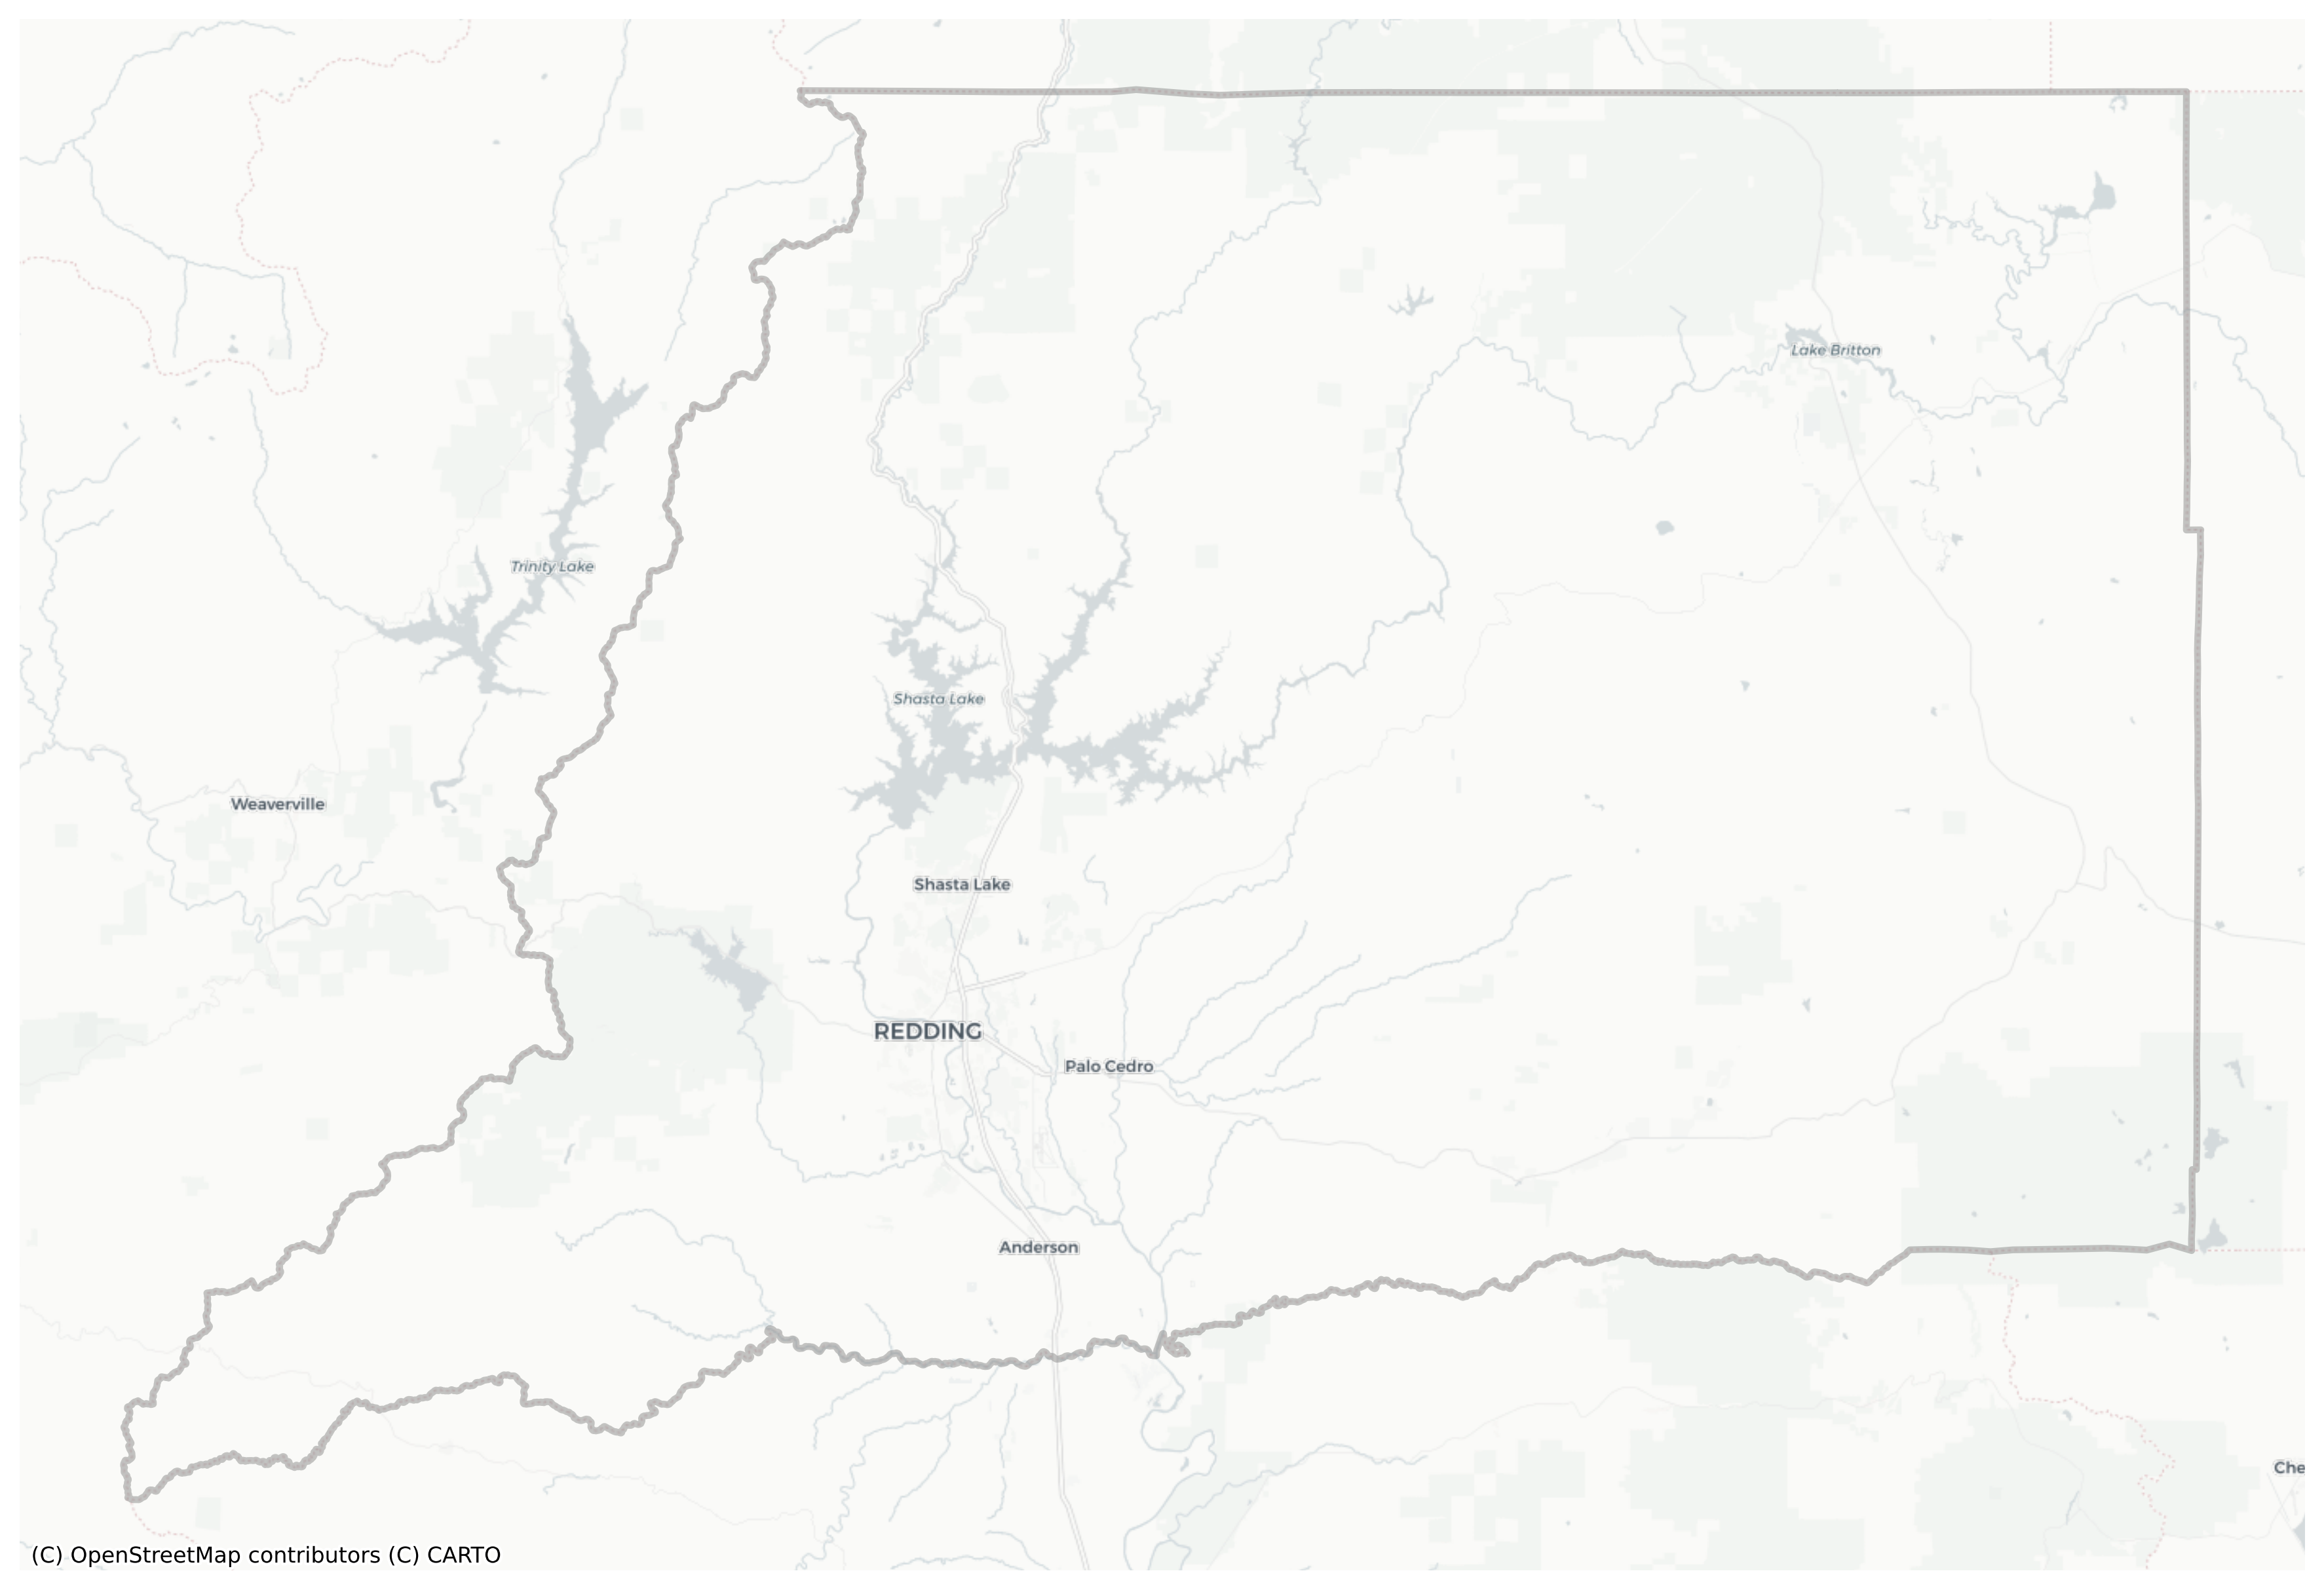 Lake Britton
Trinity Lake
Shasta Lake
Weaverville
Shasta Lake
REDDING
Palo Cedro
Anderson
Che
(C) OpenStreetMap contributors (C) CARTO